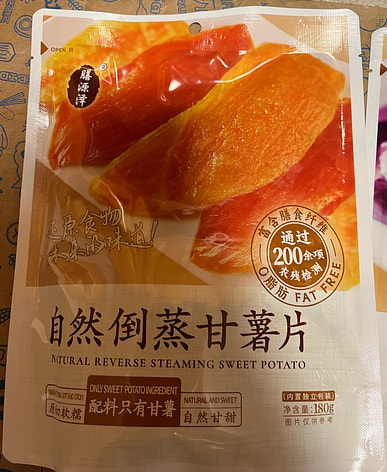 OPEN 开
膳源泽
还原食物
本来的味道!
富含膳食纤维
通过
200余项
农残检测
0脂肪 FAT FREE
自然倒蒸甘薯片
NATURAL REVERSE STEAMING SWEET POTATO
ONLY SWEET POTATO INGREDIENT
配料只有甘薯
NATURAL AND SWEET
自然甘甜
软糯
(内置独立包装)
净含量:180g
图片仅供参考